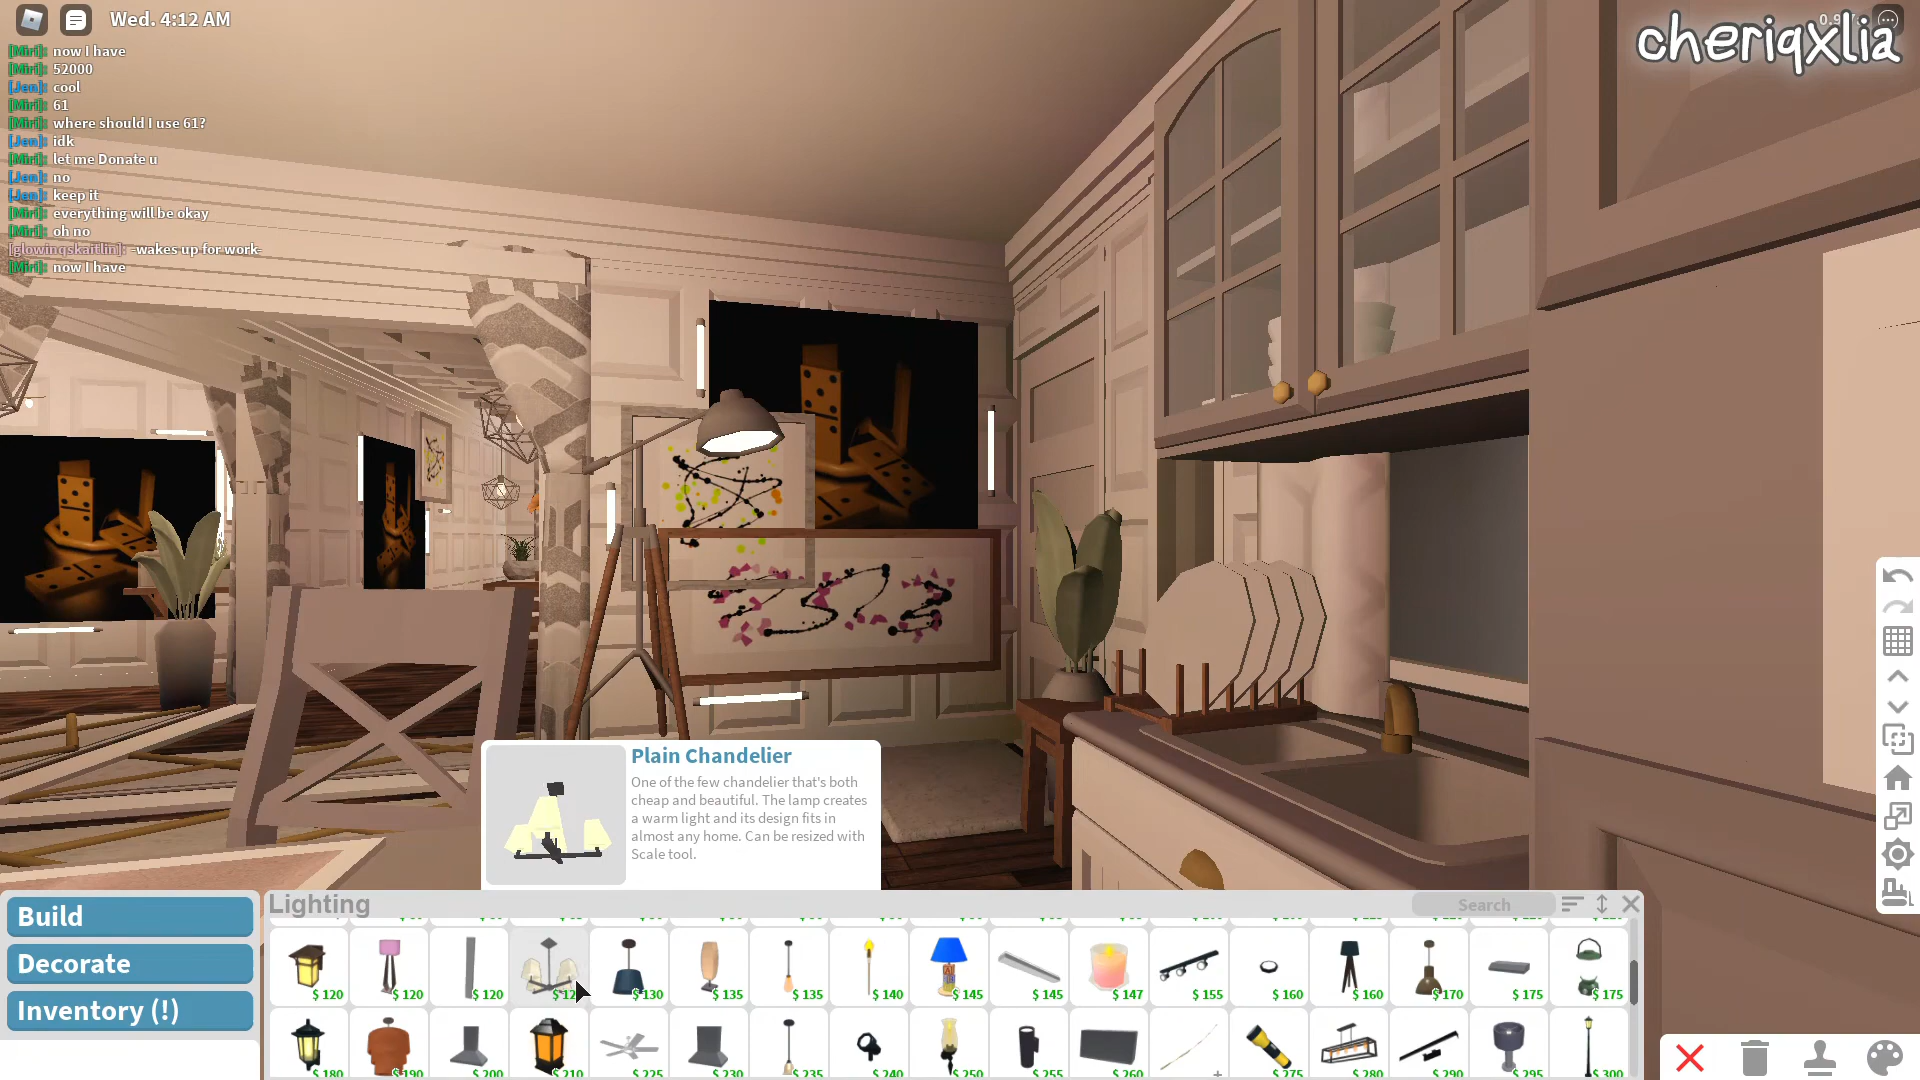 Wed. 4:12 AM
cheriqxlia
[Miri]: now I have
[Miri]: 52000
[Jen]: cool
[Miri]: 61
[Miri]: where should I use 61?
[Jen]: idk
[Miri]: let me Donate u
[Jen]: no
[Jen]: keep it
[Miri]: everything will be okay
[Miri]: oh no
[glowingskaitlin]: -wakes up for work-
[Miri]: now I have
Plain Chandelier
One of the few chandelier that's both
cheap and beautiful. The lamp creates
a warm light and its design fits in
almost any home. Can be resized with
Scale tool.
Build
Decorate
Inventory (!)
Lighting
Search
$ 120 $ 120 $ 120 $ 130 $ 135 $ 135 $ 140 $ 145 $ 145 $ 147 $ 155 $ 160 $ 160 $ 170 $ 175 $ 175
$ 180 $ 190 $ 200 $ 210 $ 225 $ 230 $ 235 $ 240 $ 250 $ 255 $ 260 $ 275 $ 280 $ 290 $ 295 $ 300